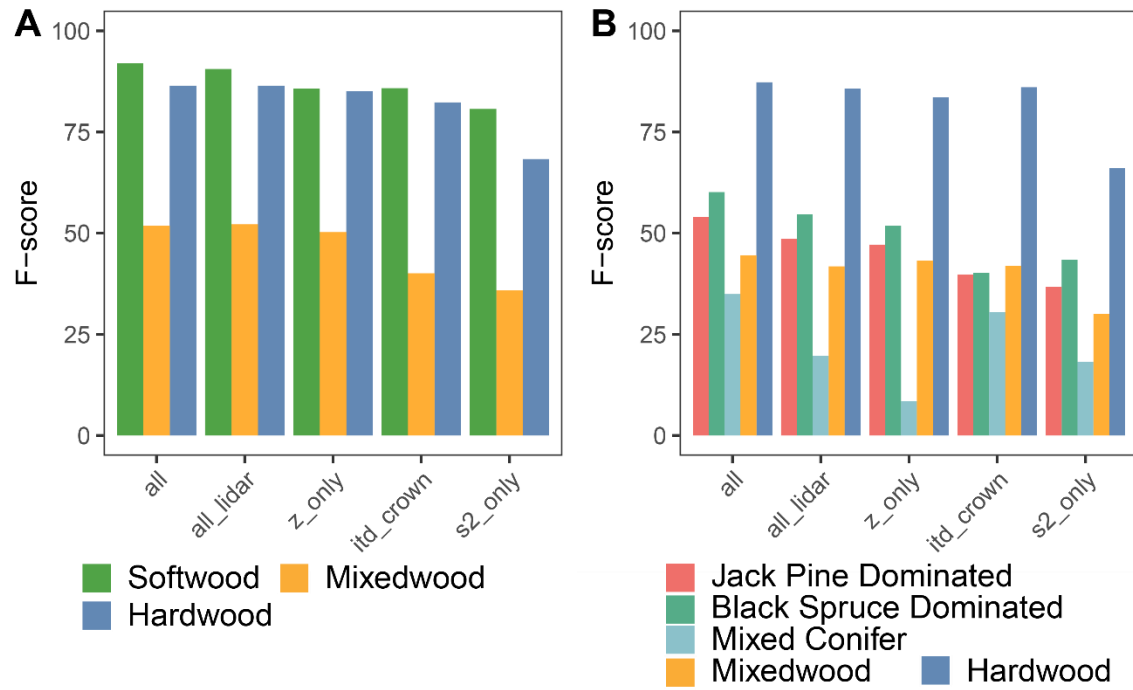 A
100
75
50
25
0
F-score
all
all_lidar
z_only
itd_crown
s2_only
Softwood
Mixedwood
Hardwood
B
100
75
50
25
0
F-score
all
all_lidar
z_only
itd_crown
s2_only
Jack Pine Dominated
Black Spruce Dominated
Mixed Conifer
Mixedwood
Hardwood